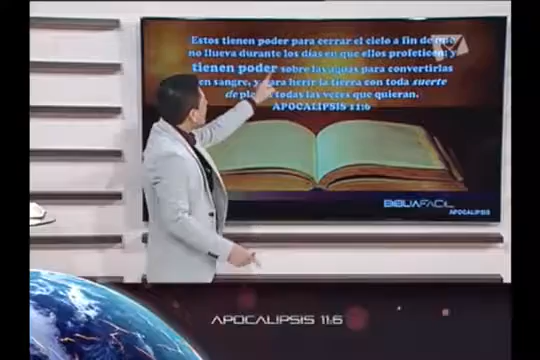 Estos tienen poder para cerrar el cielo a fin de que
no llueva durante los días en que ellos profeticen; y
tienen poder sobre las aguas para convertirlas
en sangre, y para herir la tierra con toda suerte
de todas las veces que quieran.
APOCALIPSIS 11:6
BIBLIAFACIL
APOCALIPSIS
APOCALIPSIS 11:6